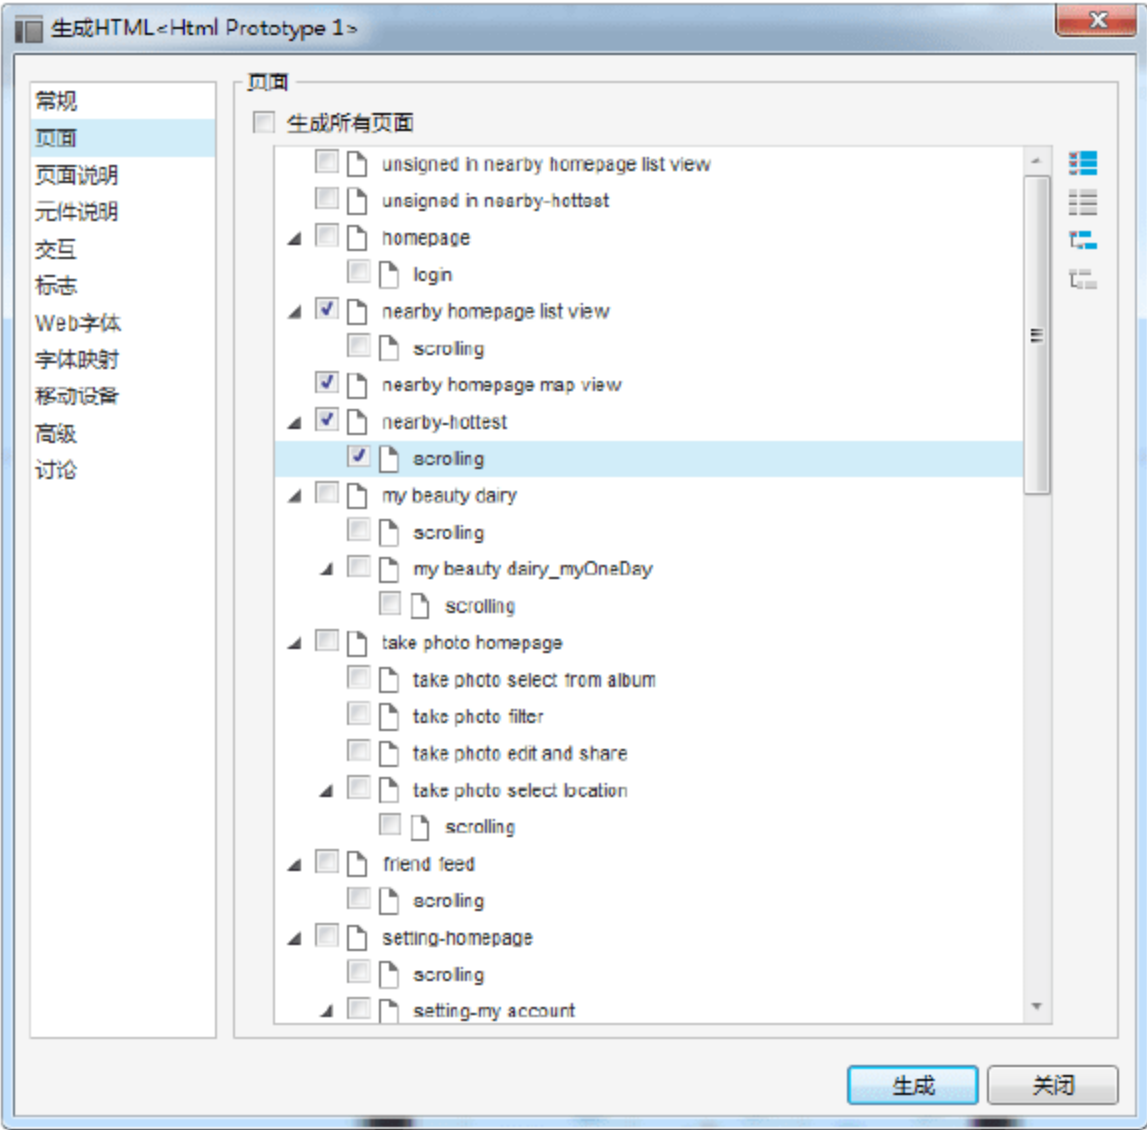 生成HTML<Html Prototype 1>
常规
页面
页面说明
元件说明
交互
标志
Web字体
字体映射
移动设备
高级
讨论
页面
生成所有页面
unsigned in nearby homepage list view
unsigned in nearby-hottest
homepage
login
nearby homepage list view
scrolling
nearby homepage map view
nearby-hottest
scrolling
my beauty dairy
scrolling
my beauty dairy_myOneDay
scrolling
take photo homepage
take photo select from album
take photo filter
take photo edit and share
take photo select location
scrolling
friend feed
scrolling
setting-homepage
scrolling
setting-my account
生成
关闭